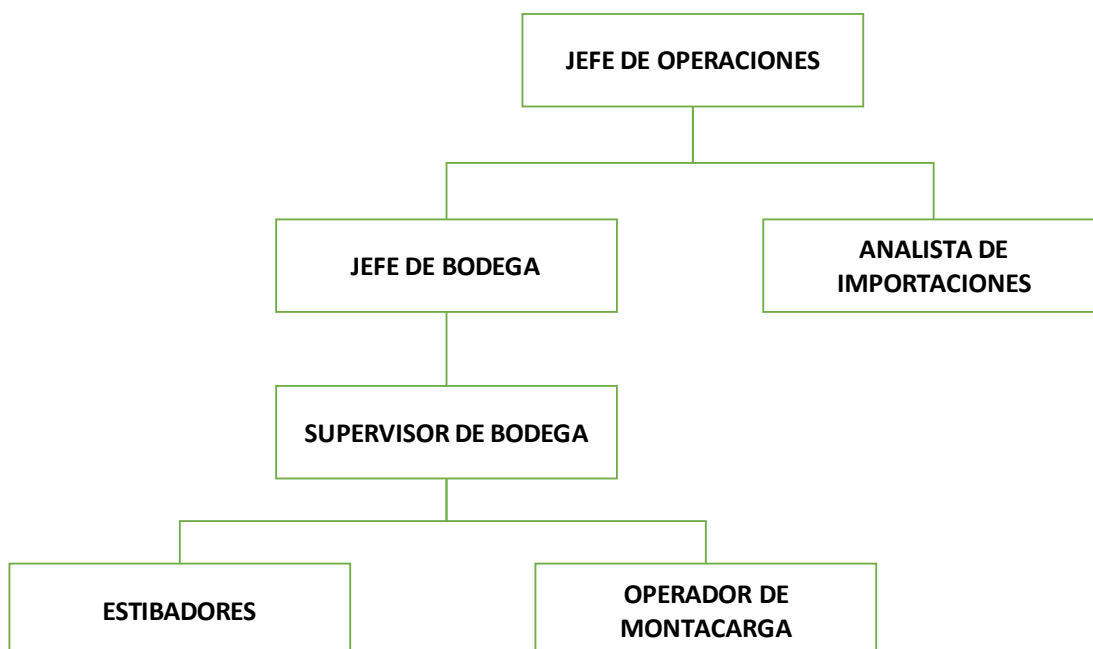 JEFE DE OPERACIONES
JEFE DE BODEGA
ANALISTA DE
IMPORTACIONES
SUPERVISOR DE BODEGA
ESTIBADORES
OPERADOR DE
MONTACARGA